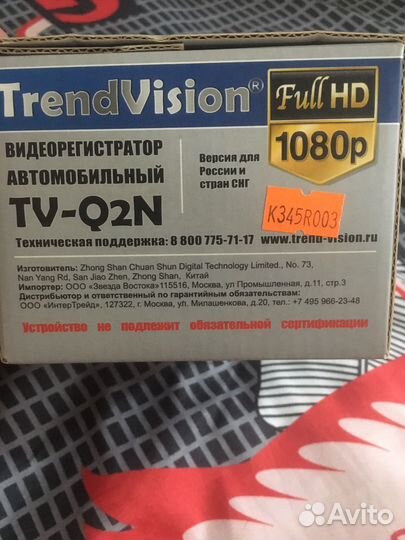 TrendVision®
Full HD
1080p
ВИДЕОРЕГИСТРАТОР
АВТОМОБИЛЬНЫЙ
TV-Q2N
Версия для
России и
стран СНГ
K345R003
Техническая поддержка: 8 800 775-71-17 www.trend-vision.ru
Изготовитель: Zhong Shan Chuan Shun Digital Technology Limited., No. 73,
Nan Yang Rd, San Jiao Zhen, Zhong Shan, Китай
Импортер: ООО «Звезда Востока»115516, Москва, ул Промышленная, д.11, стр.3
Дистрибьютор и ответственный по гарантийным обязательствам:
ООО «ИнтерТрейд», 127322, г. Москва, ул. Милашенкова, д.20, тел.: +7 495 966-23-48
Устройство не подлежит обязательной сертификации
Avito